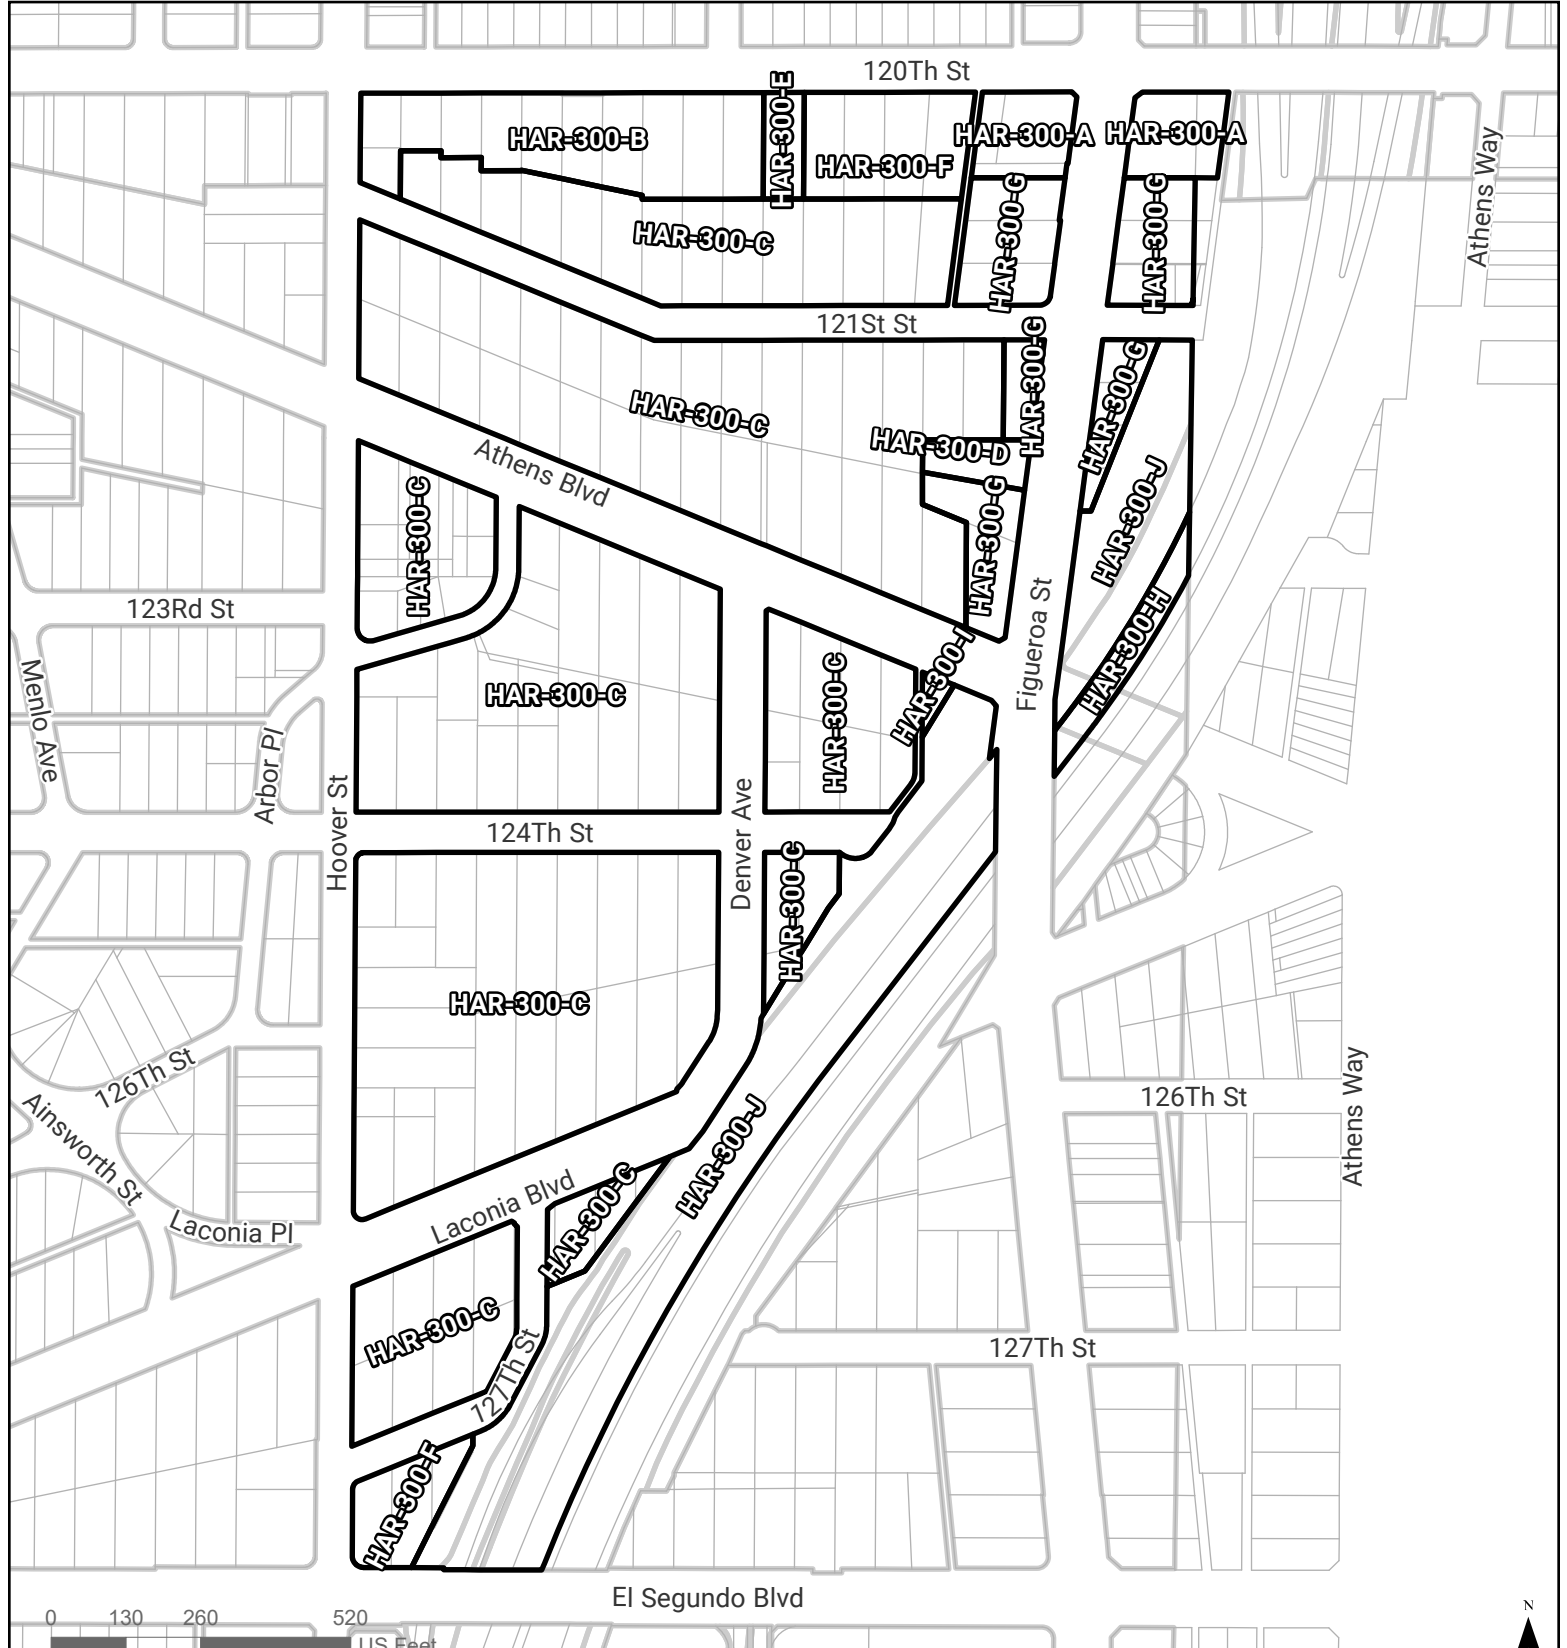 120Th St
HAR-300-B
HAR-300-E
HAR-300-F
HAR-300-A
HAR-300-A
Athens Way
HAR-300-C
HAR-300-G
HAR-300-G
121St St
HAR-300-G
HAR-300-G
HAR-300-C
HAR-300-D
Athens Blvd
HAR-300-C
HAR-300-G
HAR-300-J
123Rd St
Figueroa St
HAR-300-H
Menlo Ave
HAR-300-C
HAR-300-C
HAR-300-I
Arbor Pl
Hoover St
124Th St
Denver Ave
HAR-300-C
HAR-300-C
126Th St
Ainsworth St
126Th St
Athens Way
HAR-300-J
Laconia Pl
Laconia Blvd
HAR-300-C
HAR-300-C
127Th St
127Th St
HAR-300-F
El Segundo Blvd
0 130 260 520
US Feet
N